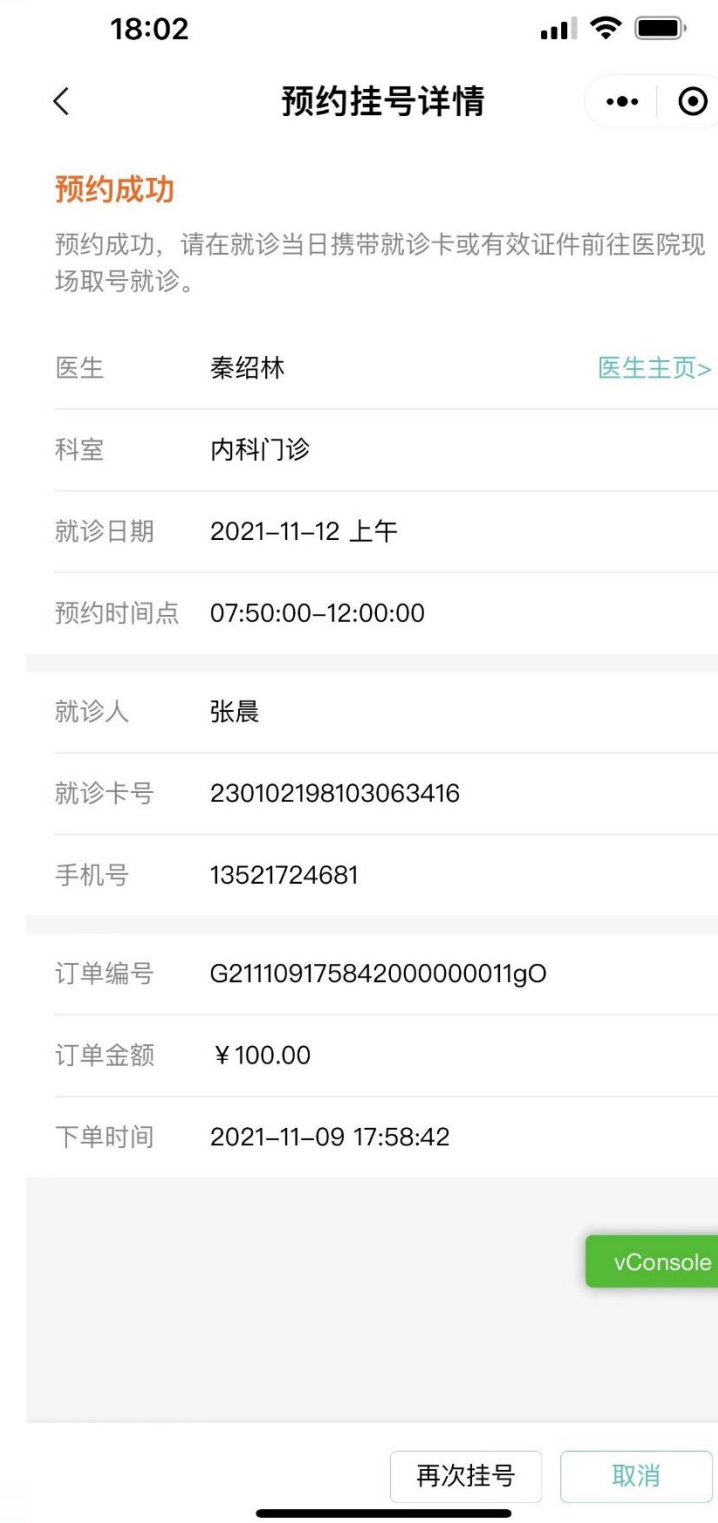 18:02
预约挂号详情
预约成功
预约成功，请在就诊当日携带就诊卡或有效证件前往医院现
场取号就诊。
医生 秦绍林 医生主页>
科室 内科门诊
就诊日期 2021-11-12 上午
预约时间点 07:50:00-12:00:00
就诊人 张晨
就诊卡号 230102198103063416
手机号 13521724681
订单编号 G211109175842000000011gO
订单金额 ￥100.00
下单时间 2021-11-09 17:58:42
vConsole
再次挂号 取消